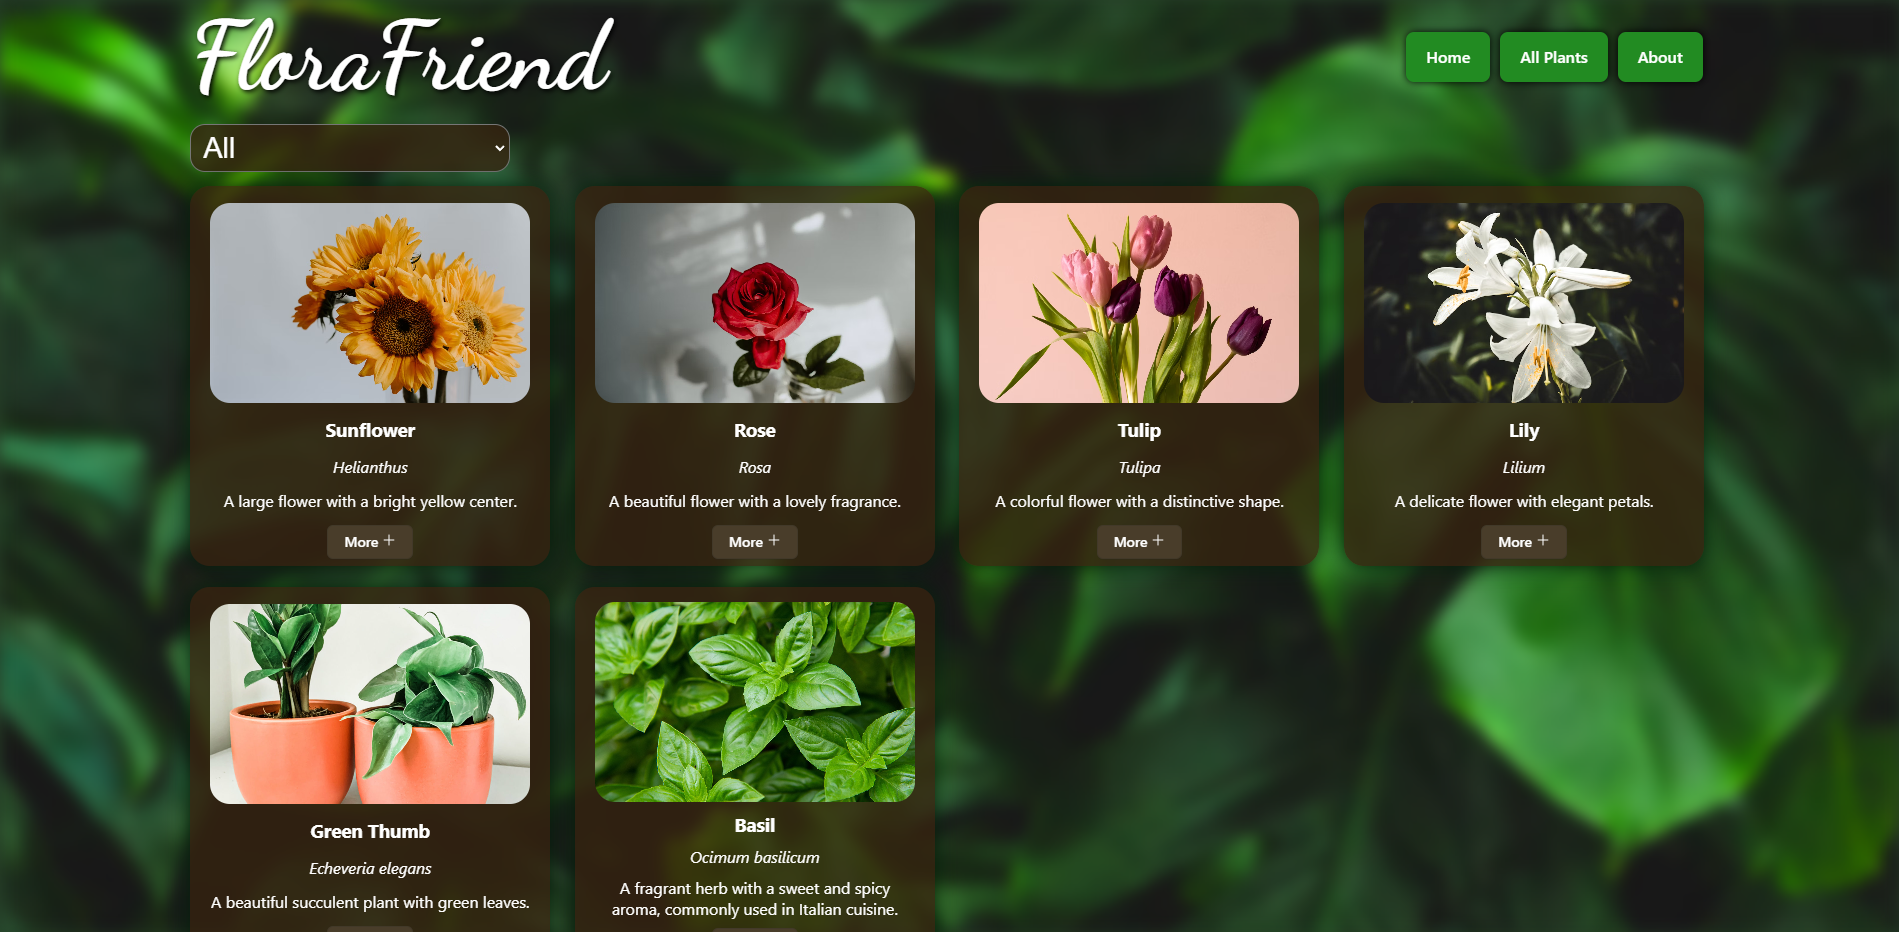 FloraFriend
Home
All Plants
About
All
Sunflower
Helianthus
A large flower with a bright yellow center.
More +
Rose
Rosa
A beautiful flower with a lovely fragrance.
More +
Tulip
Tulipa
A colorful flower with a distinctive shape.
More +
Lily
Lilium
A delicate flower with elegant petals.
More +
Green Thumb
Echeveria elegans
A beautiful succulent plant with green leaves.
Basil
Ocimum basilicum
A fragrant herb with a sweet and spicy
aroma, commonly used in Italian cuisine.